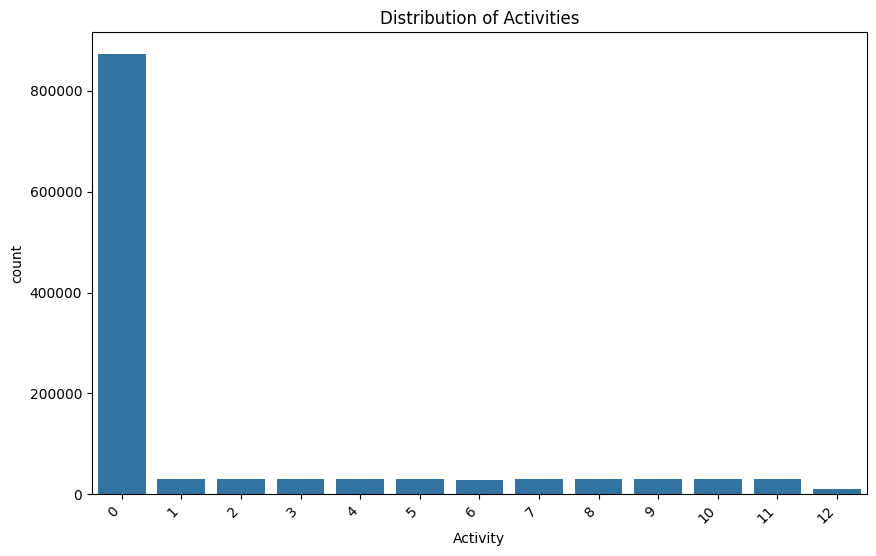 Distribution of Activities
800000
600000
400000
200000
0
count
0 1 2 3 4 5 6 7 8 9 10 11 12
Activity